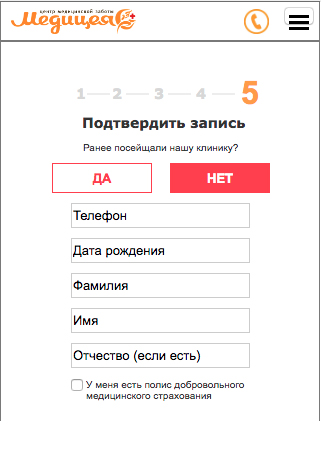 центр медицинской заботы
Медицея
1 2 3 4 5
Подтвердить запись
Ранее посещали нашу клинику?
ДА НЕТ
Телефон
Дата рождения
Фамилия
Имя
Отчество (если есть)
У меня есть полис добровольного
медицинского страхования